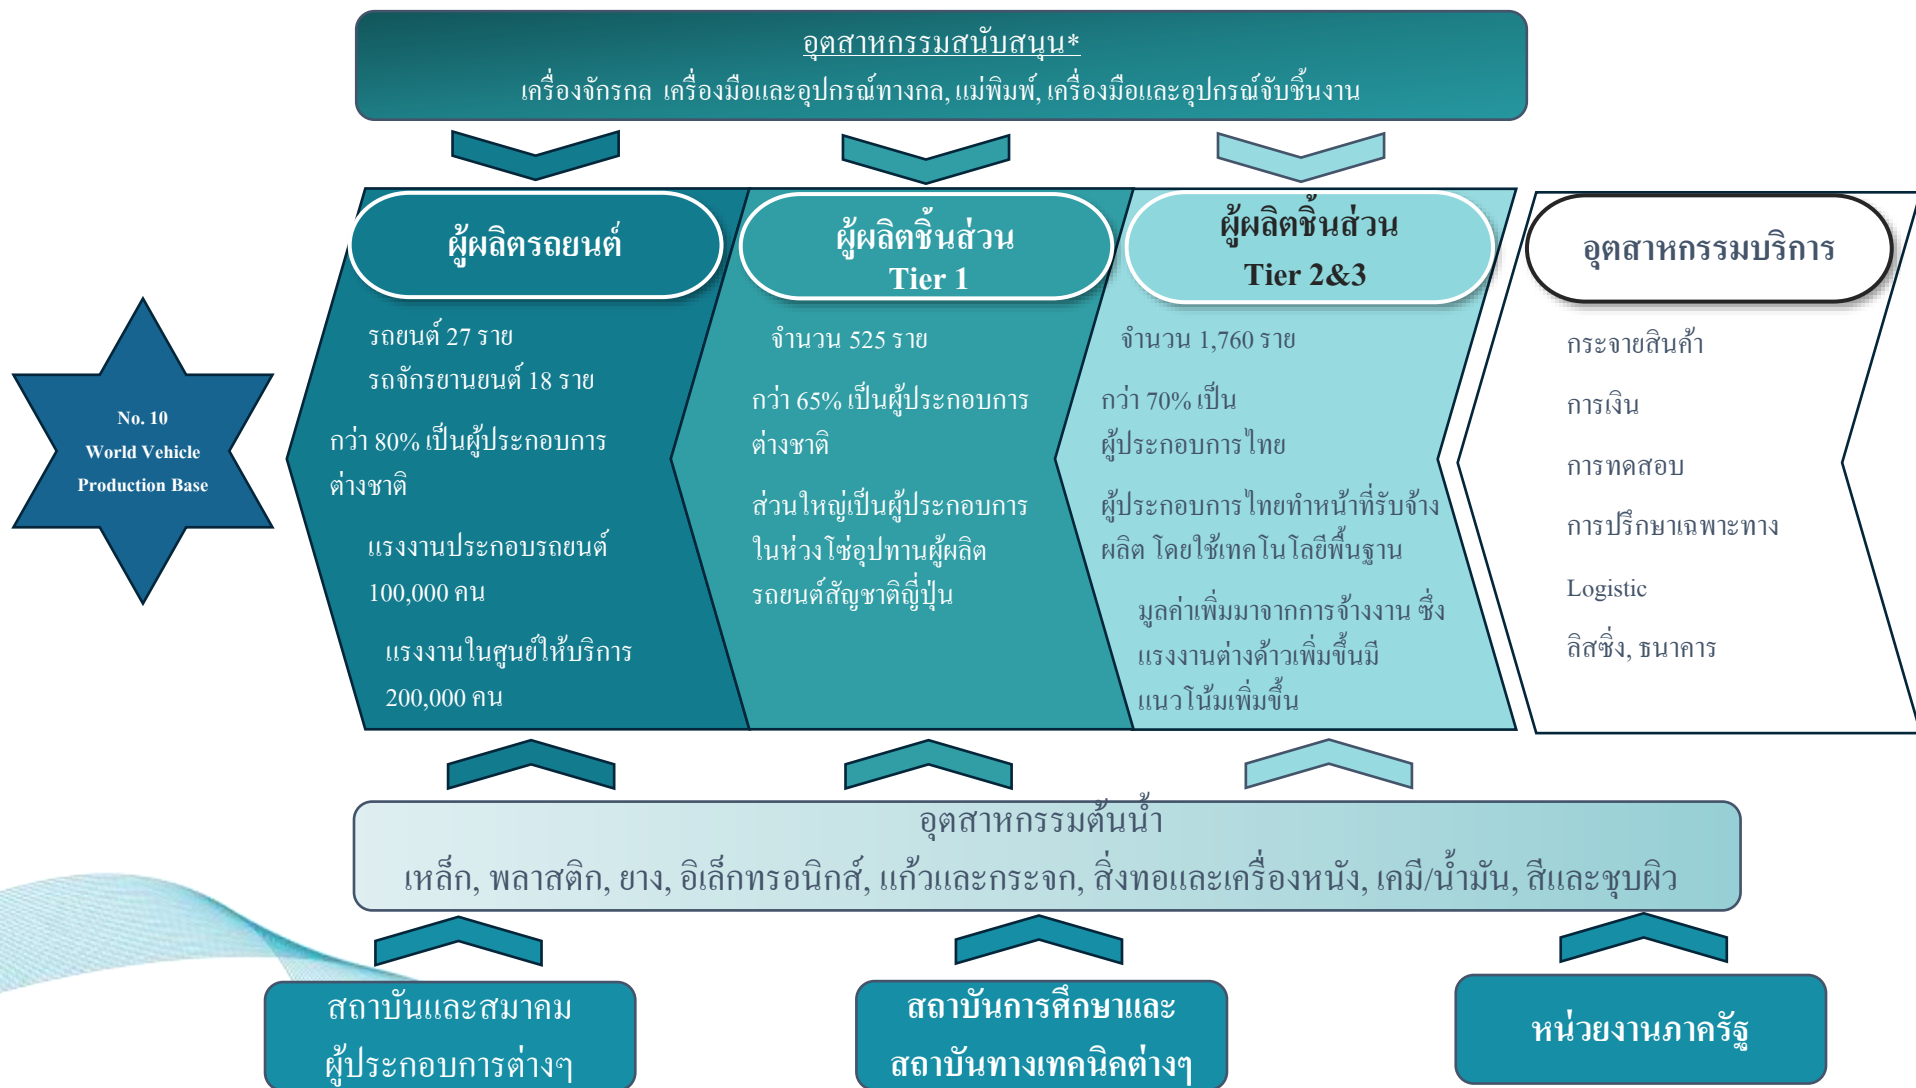 อุตสาหกรรมสนับสนุน*
เครื่องจักรกล เครื่องมือและอุปกรณ์ทางกล, แม่พิมพ์, เครื่องมือและอุปกรณ์จับชิ้นงาน
No. 10
World Vehicle
Production Base
ผู้ผลิตรถยนต์
รถยนต์ 27 ราย
รถจักรยานยนต์ 18 ราย
กว่า 80% เป็นผู้ประกอบการ
ต่างชาติ
แรงงานประกอบรถยนต์
100,000 คน
แรงงานในศูนย์ให้บริการ
200,000 คน
ผู้ผลิตชิ้นส่วน
Tier 1
จำนวน 525 ราย
กว่า 65% เป็นผู้ประกอบการ
ต่างชาติ
ส่วนใหญ่เป็นผู้ประกอบการ
ในห่วงโซ่อุปทานผู้ผลิต
รถยนต์สัญชาติญี่ปุ่น
ผู้ผลิตชิ้นส่วน
Tier 2&3
จำนวน 1,760 ราย
กว่า 70% เป็น
ผู้ประกอบการไทย
ผู้ประกอบการไทยทำหน้าที่รับจ้าง
ผลิต โดยใช้เทคโนโลยีพื้นฐาน
มูลค่าเพิ่มมาจากการจ้างงาน ซึ่ง
แรงงานต่างด้าวเพิ่มขึ้นมี
แนวโน้มเพิ่มขึ้น
อุตสาหกรรมบริการ
กระจายสินค้า
การเงิน
การทดสอบ
การปรึกษาเฉพาะทาง
Logistic
ลิสซิ่ง, ธนาคาร
อุตสาหกรรมต้นน้ำ
เหล็ก, พลาสติก, ยาง, อิเล็กทรอนิกส์, แก้วและกระจก, สิ่งทอและเครื่องหนัง, เคมี/น้ำมัน, สีและชุบผิว
สถาบันและสมาคม
ผู้ประกอบการต่างๆ
สถาบันการศึกษาและ
สถาบันทางเทคนิคต่างๆ
หน่วยงานภาครัฐ